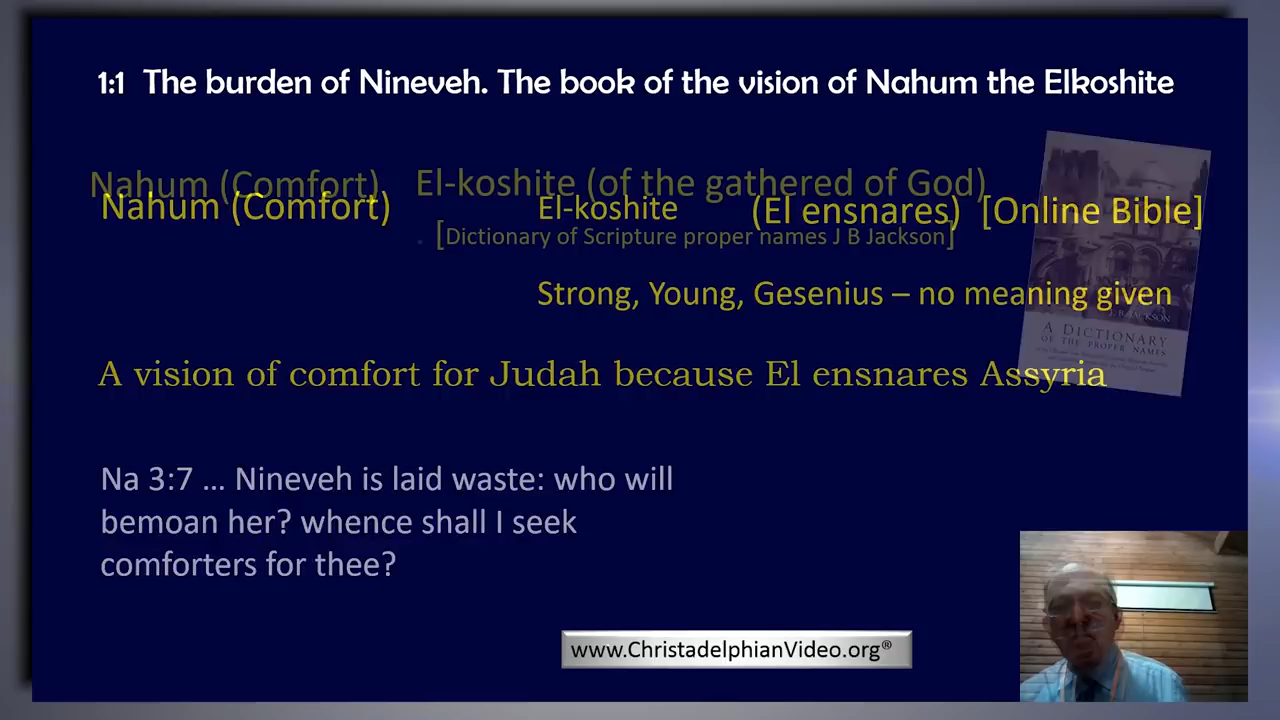 1:1 The burden of Nineveh. The book of the vision of Nahum the Elkoshite
Nahum (Comfort) El-koshite (of the gathered of God)
Nahum (Comfort) El-koshite (El ensnares) [Online Bible]
[Dictionary of Scripture proper names J B Jackson]
Strong, Young, Gesenius – no meaning given
J. B. JACKSON
A DICTIONARY
OF THE PROPER NAMES
A vision of comfort for Judah because El ensnares Assyria
Na 3:7 ... Nineveh is laid waste: who will
bemoan her? whence shall I seek
comforters for thee?
www.ChristadelphianVideo.org®